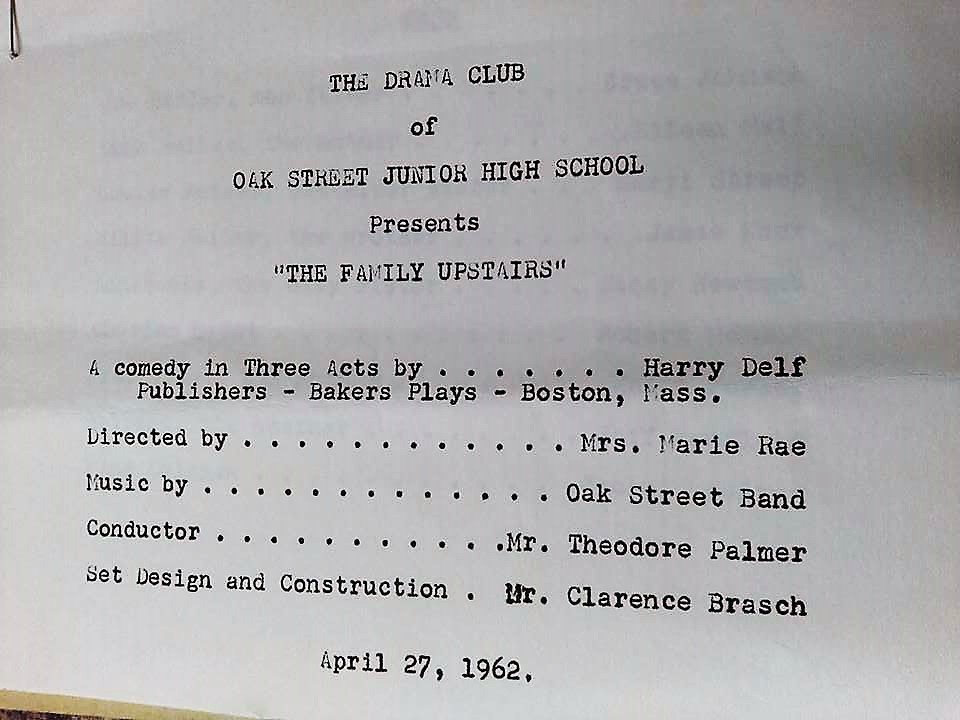 THE DRAMA CLUB
of
OAK STREET JUNIOR HIGH SCHOOL
Presents
"THE FAMILY UPSTAIRS"
A comedy in Three Acts by . . . . . . . Harry Delf
Publishers - Bakers Plays - Boston, Mass.
Directed by . . . . . . . . . . . . . Mrs. Marie Rae
Music by . . . . . . . . . . . . . Oak Street Band
Conductor . . . . . . . . . . .Mr. Theodore Palmer
Set Design and Construction . Mr. Clarence Brasch
April 27, 1962.